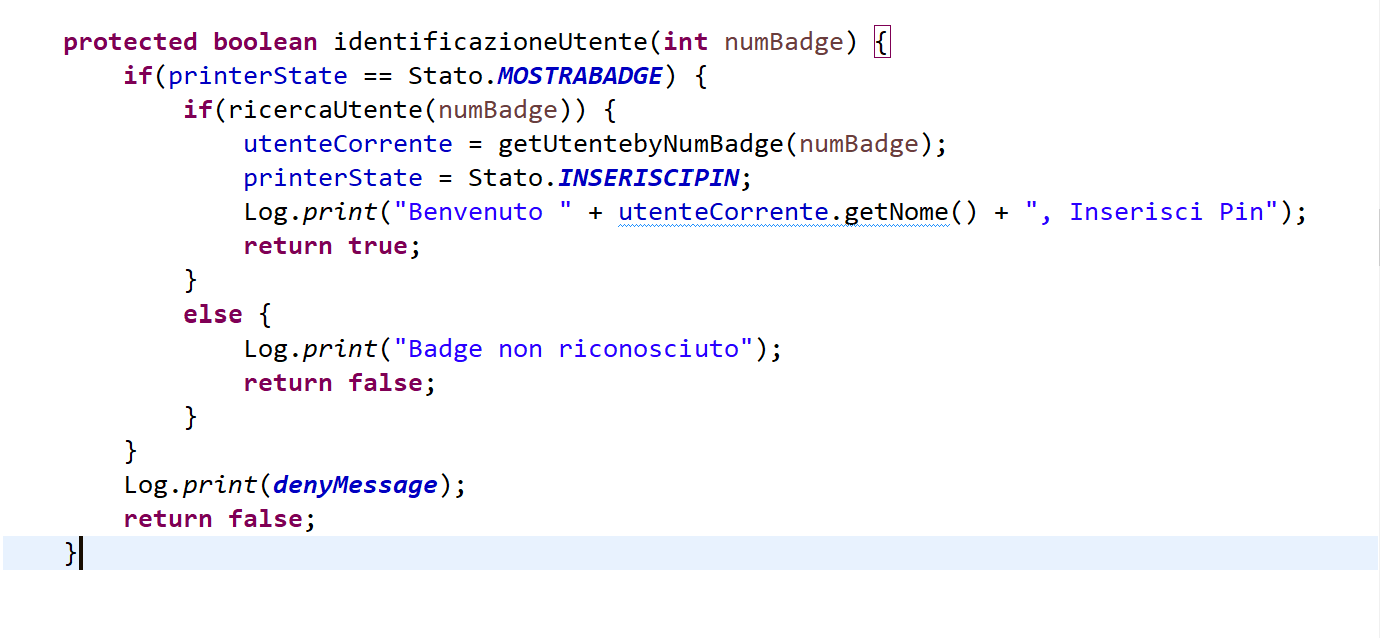 protected boolean identificazioneUtente(int numBadge) {
    if(printerState == Stato.MOSTRABADGE) {
        if(ricercaUtente(numBadge)) {
            utenteCorrente = getUtentebyNumBadge(numBadge);
            printerState = Stato.INSERISCIPIN;
            Log.print("Benvenuto " + utenteCorrente.getNome() + ", Inserisci Pin");
            return true;
        }
        else {
            Log.print("Badge non riconosciuto");
            return false;
        }
    }
    Log.print(denyMessage);
    return false;
}